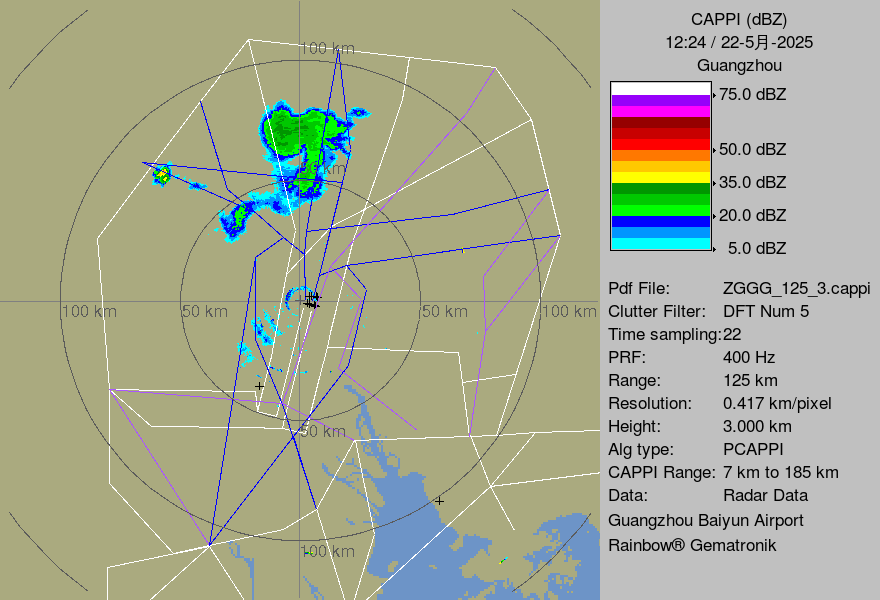 CAPPI (dBZ)
12:24 / 22-5月-2025
Guangzhou
75.0 dBZ
50.0 dBZ
35.0 dBZ
20.0 dBZ
5.0 dBZ
Pdf File: ZGGG_125_3.cappi
Clutter Filter: DFT Num 5
Time sampling:22
PRF: 400 Hz
Range: 125 km
Resolution: 0.417 km/pixel
Height: 3.000 km
Alg type: PCAPPI
CAPPI Range: 7 km to 185 km
Data: Radar Data
Guangzhou Baiyun Airport
Rainbow® Gematronik
100 km
km
100 km
50 km
50 km
100 km
50 km
100 km